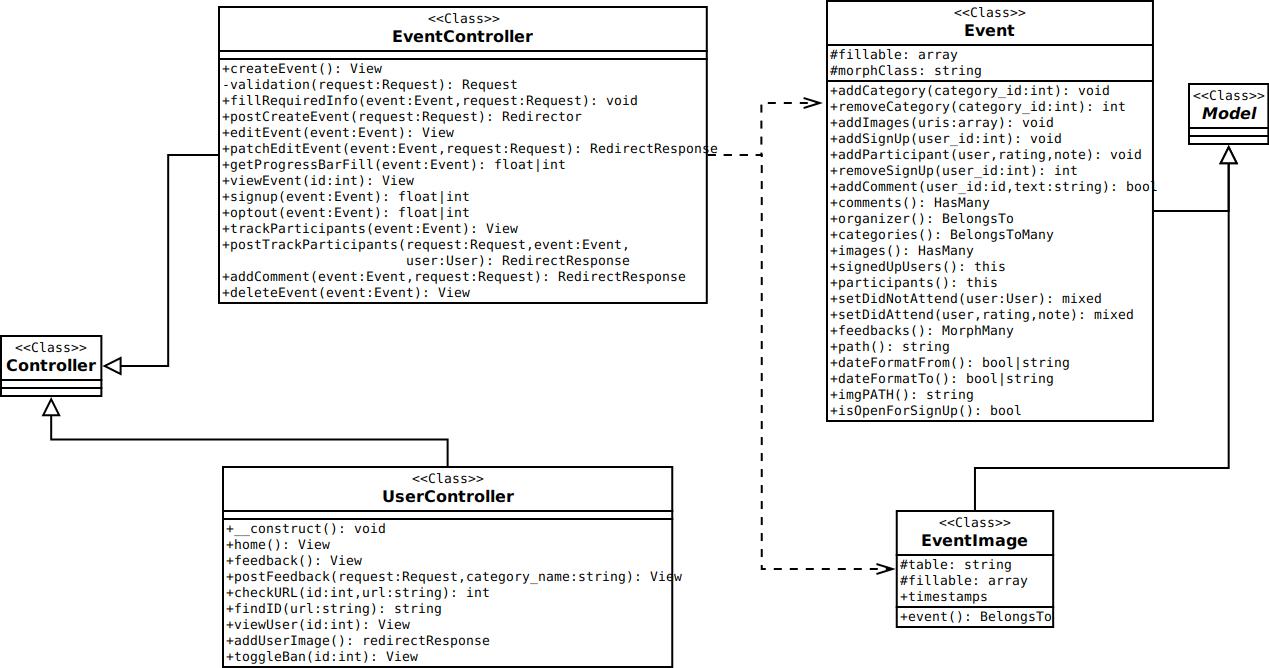 <<Class>>
EventController
+createEvent(): View
-validation(request:Request): Request
+fillRequiredInfo(event:Event,request:Request): void
+postCreateEvent(request:Request): Redirector
+editEvent(event:Event): View
+patchEditEvent(event:Event,request:Request): RedirectResponse
+getProgressBarFill(event:Event): float|int
+viewEvent(id:int): View
+signup(event:Event): float|int
+optout(event:Event): float|int
+trackParticipants(event:Event): View
+postTrackParticipants(request:Request,event:Event,
user:User): RedirectResponse
+addComment(event:Event,request:Request): RedirectResponse
+deleteEvent(event:Event): View
<<Class>>
Event
#fillable: array
#morphClass: string
+addCategory(category_id:int): void
+removeCategory(category_id:int): int
+addImages(uris:array): void
+addSignUp(user_id:int): void
+addParticipant(user,rating,note): void
+removeSignUp(user_id:int): int
+addComment(user_id:id,text:string): bool
+comments(): HasMany
+organizer(): BelongsTo
+categories(): BelongsToMany
+images(): HasMany
+signedUpUsers(): this
+participants(): this
+setDidNotAttend(user:User): mixed
+setDidAttend(user,rating,note): mixed
+feedbacks(): MorphMany
+path(): string
+dateFormatFrom(): bool|string
+dateFormatTo(): bool|string
+imgPATH(): string
+isOpenForSignUp(): bool
<<Class>>
Model
<<Class>>
Controller
<<Class>>
UserController
+__construct(): void
+home(): View
+feedback(): View
+postFeedback(request:Request,category_name:string): View
+checkURL(id:int,url:string): int
+findID(url:string): string
+viewUser(id:int): View
+addUserImage(): redirectResponse
+toggleBan(id:int): View
<<Class>>
EventImage
#table: string
#fillable: array
+timestamps
+event(): BelongsTo